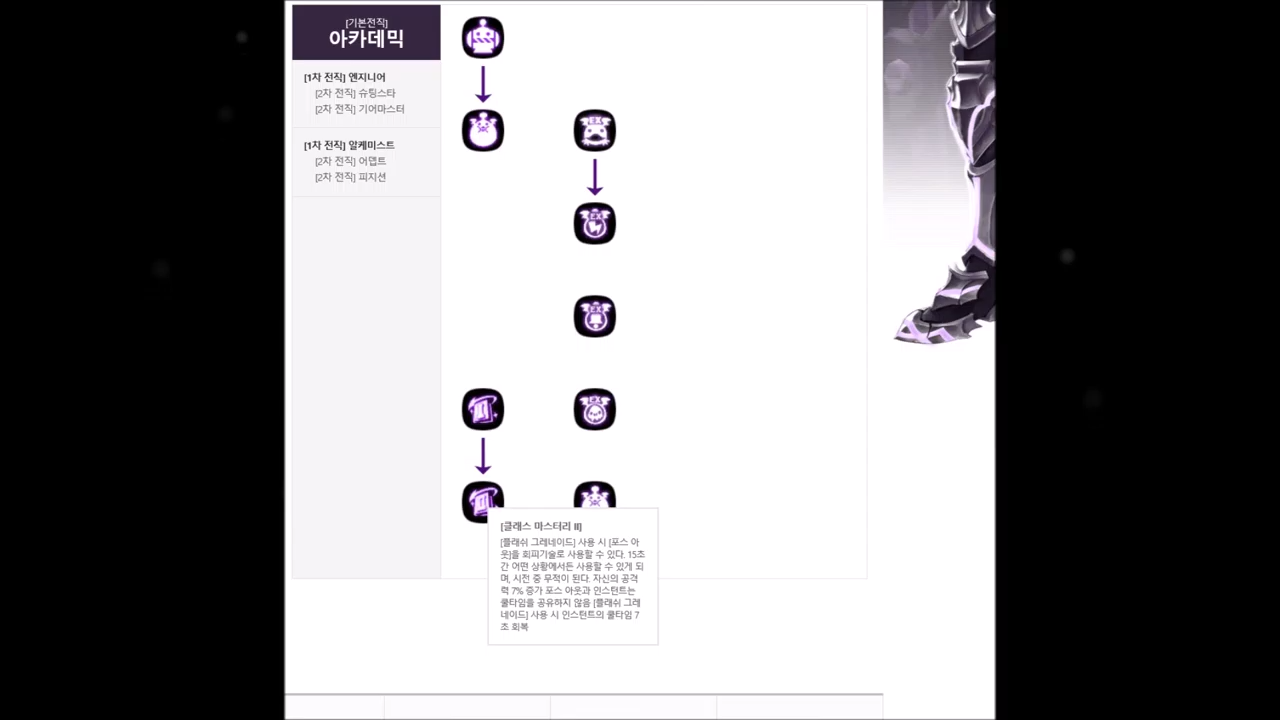 [기본전직]
아카데믹
[1차 전직] 엔지니어
[2차 전직] 슈팅스타
[2차 전직] 기어마스터
[1차 전직] 알케미스트
[2차 전직] 어뎁트
[2차 전직] 피지션
EX
EX
EX
EX
[클래스 마스터리 II]
[플래쉬 그레네이드] 사용 시 [포스 아
웃]을 회피기술로 사용할 수 있다. 15초
간 어떤 상황에서든 사용할 수 있게 되
며, 시전 중 무적이 된다. 자신의 공격
력 7% 증가 포스 아웃과 인스턴트는
쿨타임을 공유하지 않음 [플래쉬 그레
네이드] 사용 시 인스턴트의 쿨타임 7
초 회복